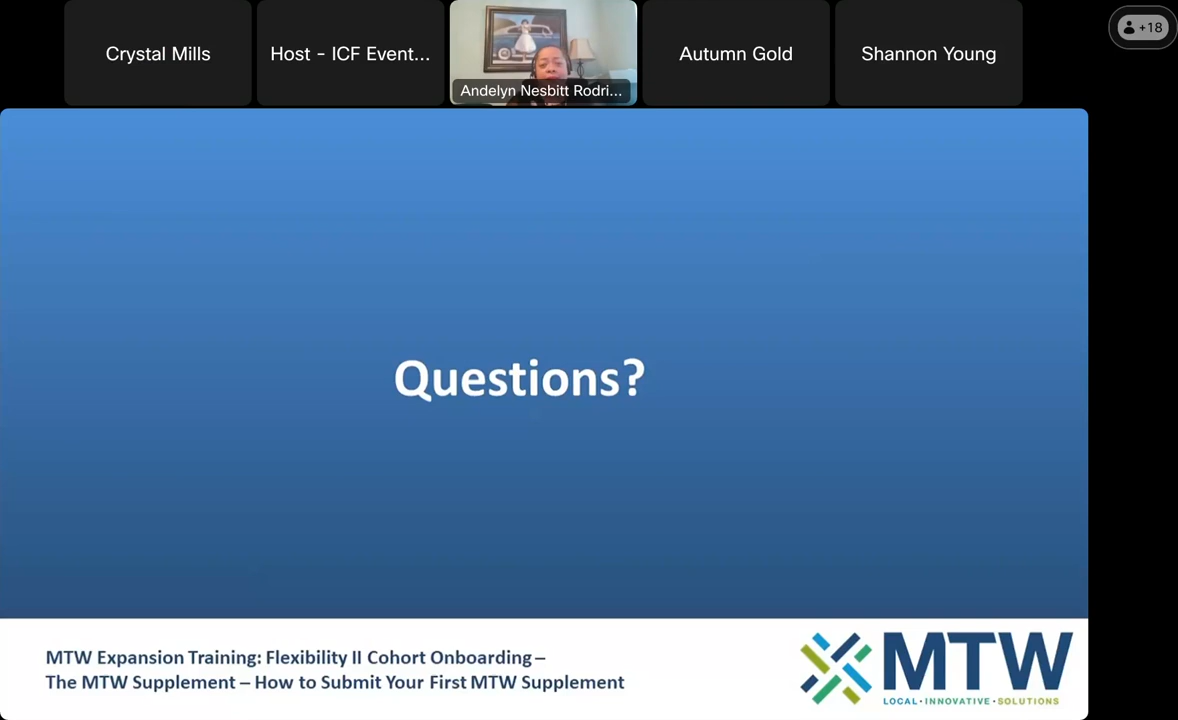 Crystal Mills
Host - ICF Event...
Andelyn Nesbitt Rodri...
Autumn Gold
Shannon Young
+18
Questions?
MTW Expansion Training: Flexibility II Cohort Onboarding –
The MTW Supplement – How to Submit Your First MTW Supplement
MTW
LOCAL · INNOVATIVE · SOLUTIONS